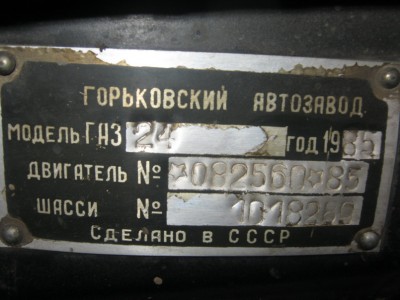 ГОРЬКОВСКИЙ АВТОЗАВОД
МОДЕЛЬ ГАЗ 24 ГОД 1985
ДВИГАТЕЛЬ № *082560*85
ШАССИ №
СДЕЛАНО В СССР